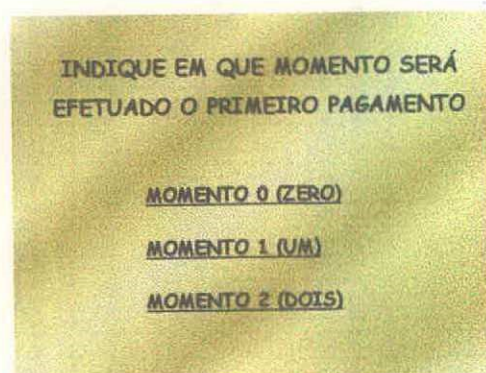 INDIQUE EM QUE MOMENTO SERÁ
EFETUADO O PRIMEIRO PAGAMENTO
MOMENTO 0 (ZERO)
MOMENTO 1 (UM)
MOMENTO 2 (DOIS)